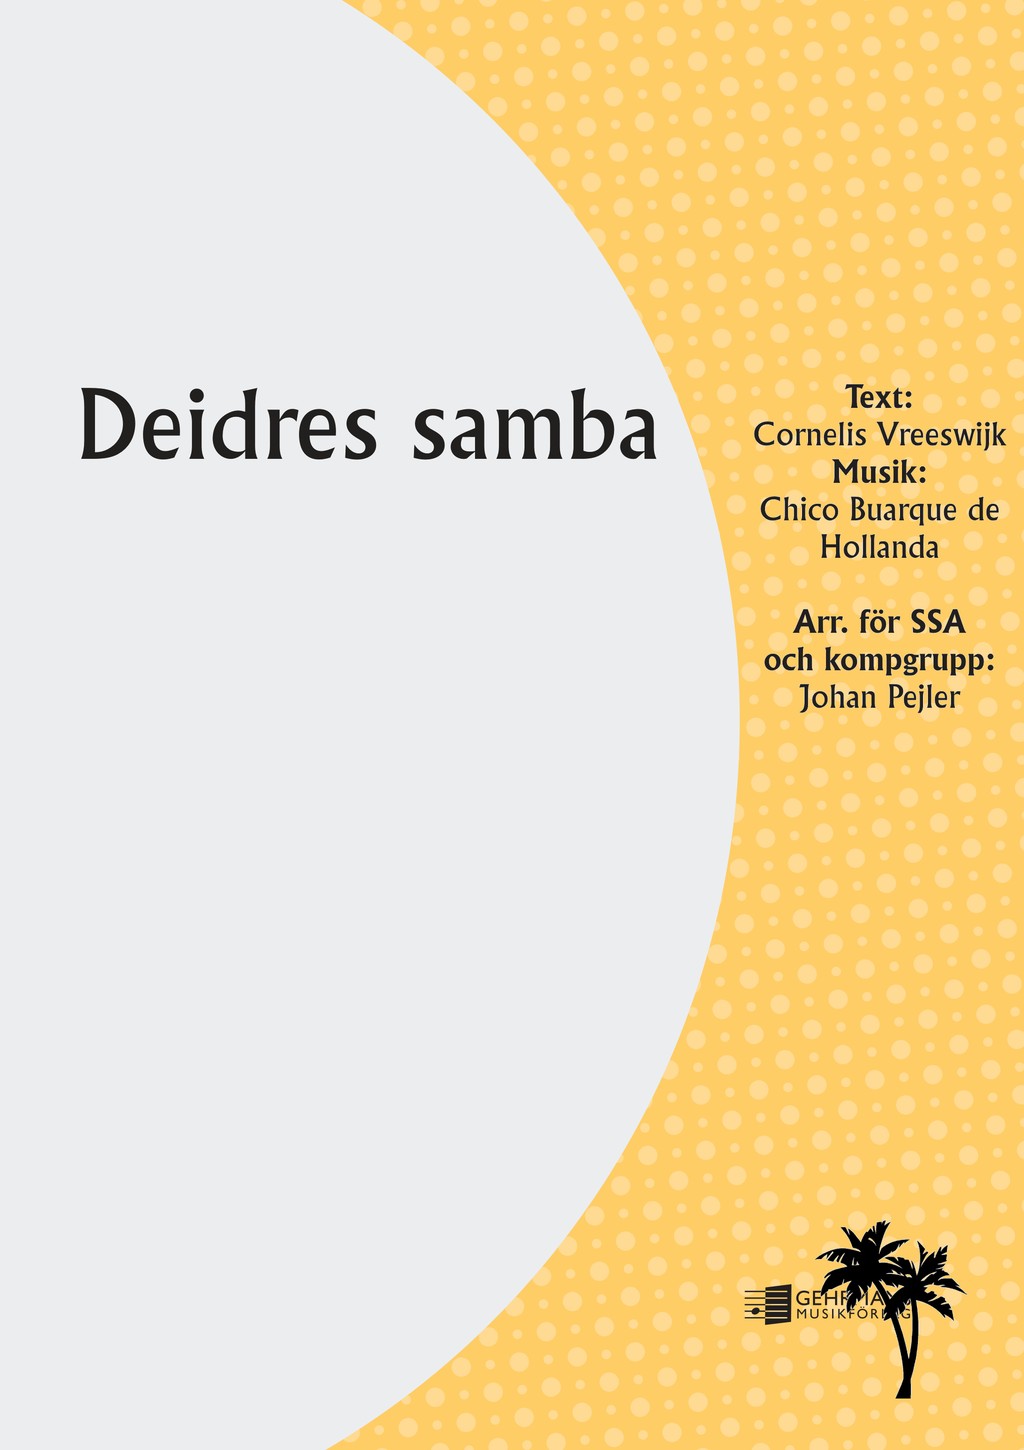 Deidres samba
Text:
Cornelis Vreeswijk
Musik:
Chico Buarque de
Hollanda
Arr. för SSA
och kompgrupp:
Johan Pejler